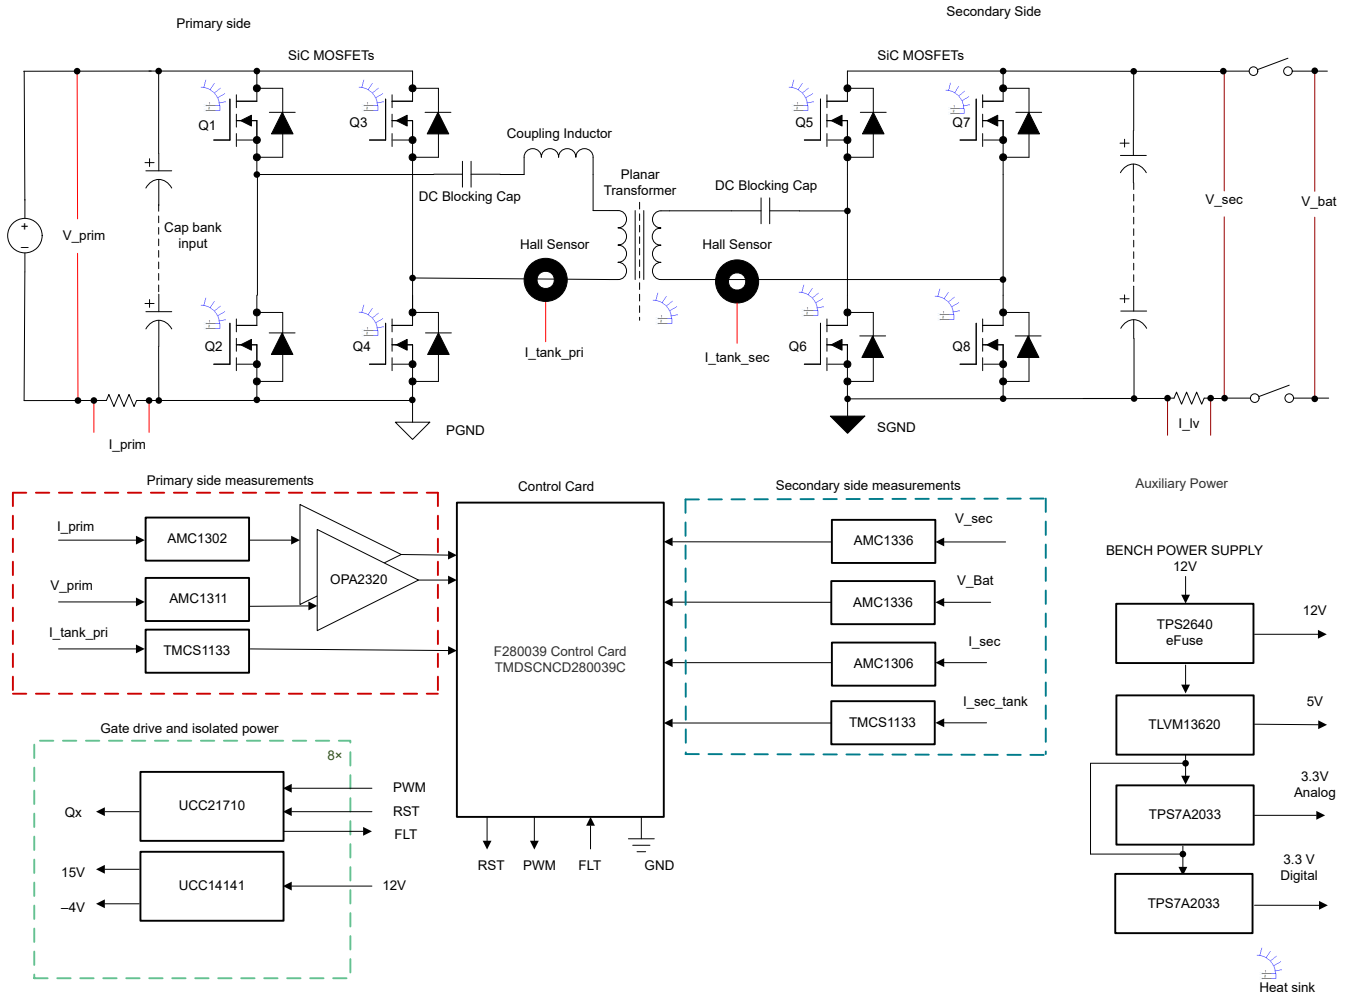 Primary side
Secondary Side
SiC MOSFETs
SiC MOSFETs
Q1
Q3
Q5
Q7
Coupling Inductor
DC Blocking Cap
Planar
Transformer
DC Blocking Cap
+
+
V_prim
Cap bank
input
V_sec
V_bat
+
–
Hall Sensor
Hall Sensor
+
+
Q2
Q4
I_tank_pri
I_tank_sec
Q6
Q8
I_prim
PGND
SGND
I_lv
Primary side measurements
I_prim
AMC1302
V_prim
AMC1311
OPA2320
I_tank_pri
TMCS1133
Control Card
F280039 Control Card
TMDSCNCD280039C
RST
PWM
FLT
GND
Secondary side measurements
V_sec
AMC1336
V_Bat
AMC1336
I_sec
AMC1306
I_sec_tank
TMCS1133
Auxiliary Power
BENCH POWER SUPPLY
12V
TPS2640
eFuse
12V
TLVM13620
5V
TPS7A2033
3.3V
Analog
TPS7A2033
3.3 V
Digital
Gate drive and isolated power
8×
UCC21710
Qx
PWM
RST
FLT
UCC14141
15V
–4V
12V
Heat sink